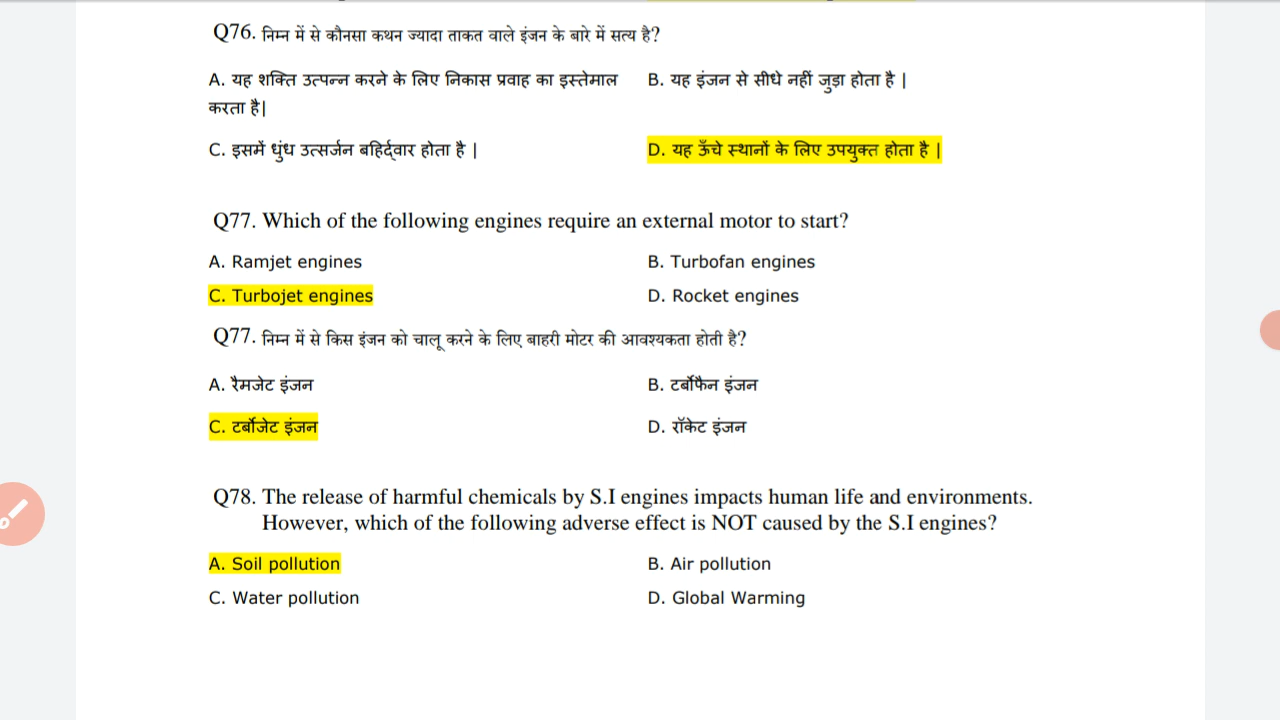 Q76. निम्न में से कौनसा कथन ज्यादा ताकत वाले इंजन के बारे में सत्य है?
A. यह शक्ति उत्पन्न करने के लिए निकास प्रवाह का इस्तेमाल करता है|
B. यह इंजन से सीधे नहीं जुड़ा होता है |
C. इसमें धुंध उत्सर्जन बहिर्द्वार होता है |
D. यह ऊँचे स्थानों के लिए उपयुक्त होता है |
Q77. Which of the following engines require an external motor to start?
A. Ramjet engines
B. Turbofan engines
C. Turbojet engines
D. Rocket engines
Q77. निम्न में से किस इंजन को चालू करने के लिए बाहरी मोटर की आवश्यकता होती है?
A. रैमजेट इंजन
B. टर्बोफैन इंजन
C. टर्बोजेट इंजन
D. रॉकेट इंजन
Q78. The release of harmful chemicals by S.I engines impacts human life and environments.
However, which of the following adverse effect is NOT caused by the S.I engines?
A. Soil pollution
B. Air pollution
C. Water pollution
D. Global Warming